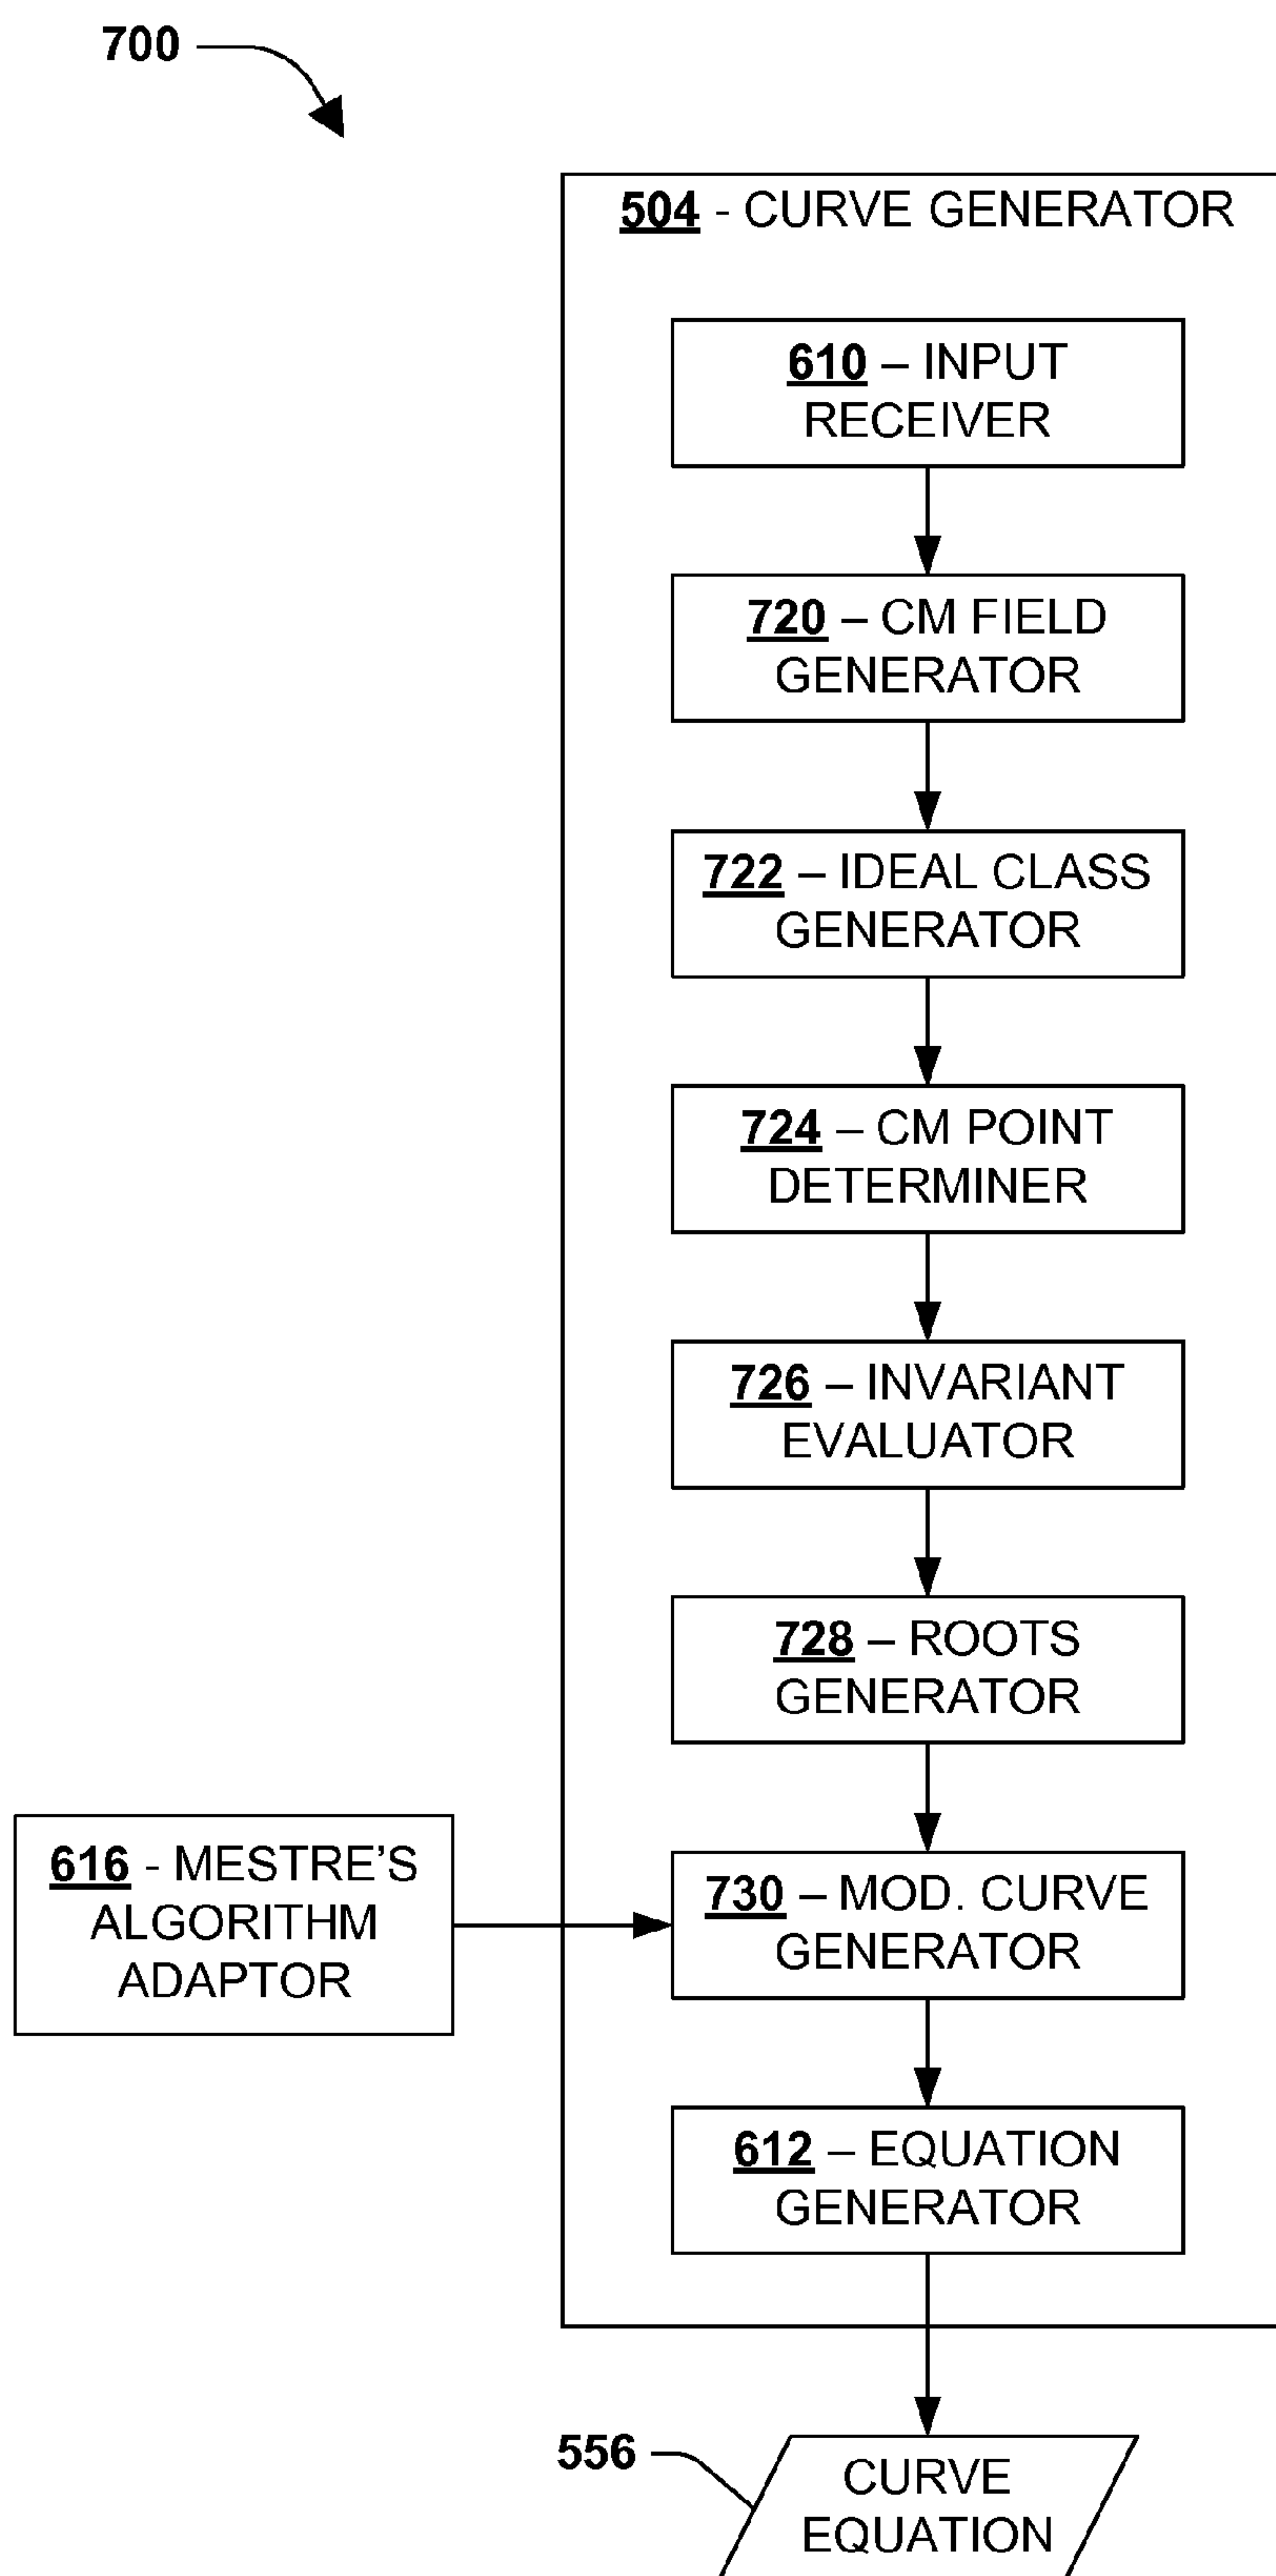 700
504 - CURVE GENERATOR
610 – INPUT
RECEIVER
720 – CM FIELD
GENERATOR
722 – IDEAL CLASS
GENERATOR
724 – CM POINT
DETERMINER
726 – INVARIANT
EVALUATOR
728 – ROOTS
GENERATOR
616 - MESTRE’S
ALGORITHM
ADAPTOR
730 – MOD. CURVE
GENERATOR
612 – EQUATION
GENERATOR
556
CURVE
EQUATION